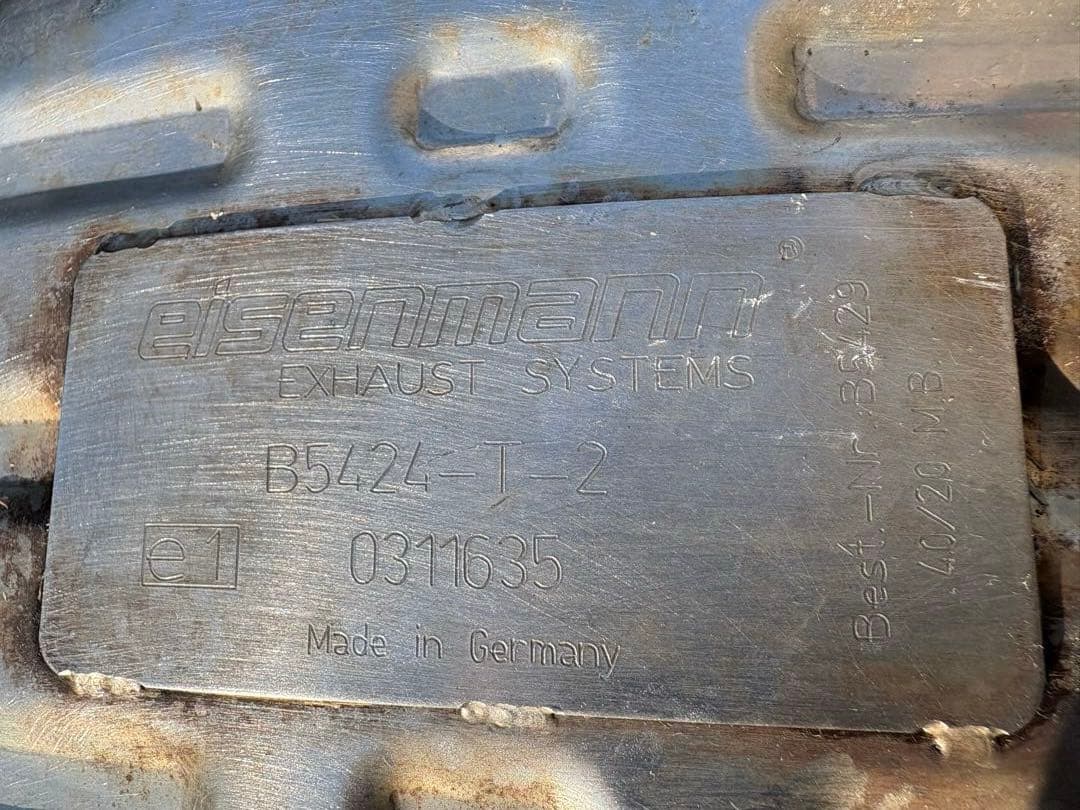 eisenmann®
EXHAUST SYSTEMS
B5424-T-2
e1 0311635
Made in Germany
Best.-Nr.:B5429
40/20 M.B.